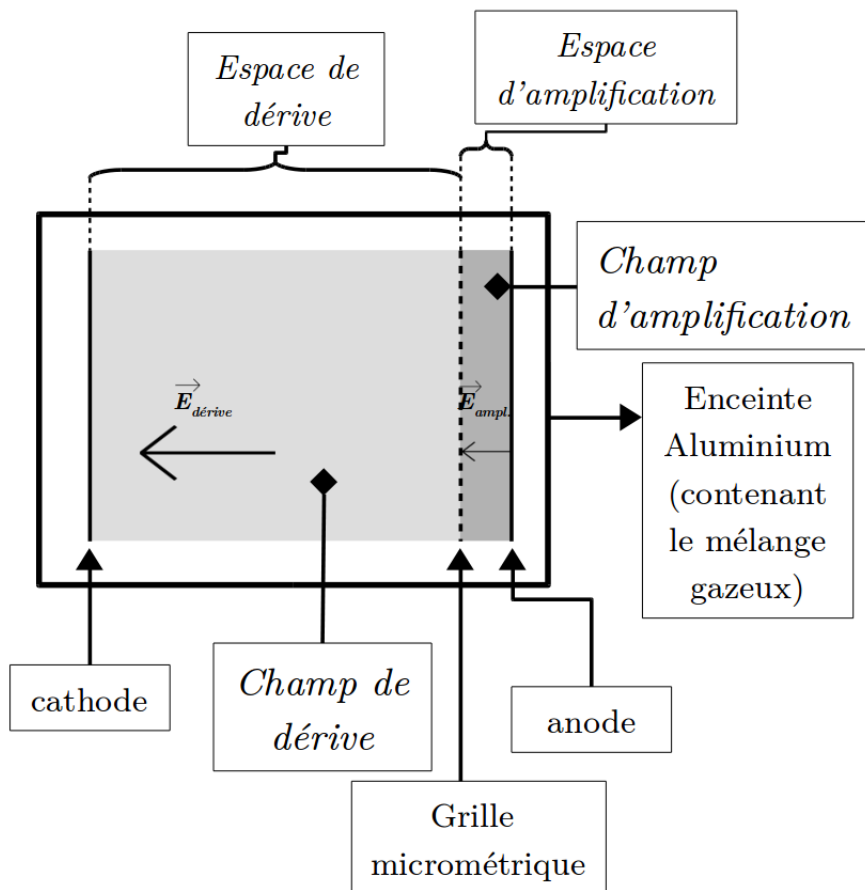 Espace de
dérive
Espace
d'amplification
Champ
d'amplification
E dérive
E ampl.
Enceinte
Aluminium
(contenant
le mélange
gazeux)
cathode
Champ de
dérive
anode
Grille
micrométrique